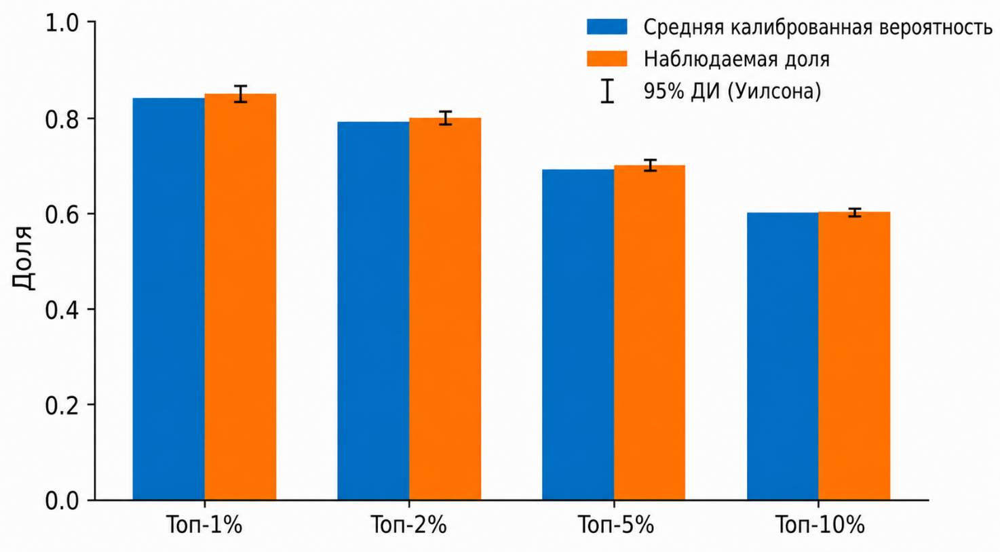 Средняя калиброванная вероятность
Наблюдаемая доля
95% ДИ (Уилсона)
Доля
1.0
0.8
0.6
0.4
0.2
0.0
Топ-1%
Топ-2%
Топ-5%
Топ-10%